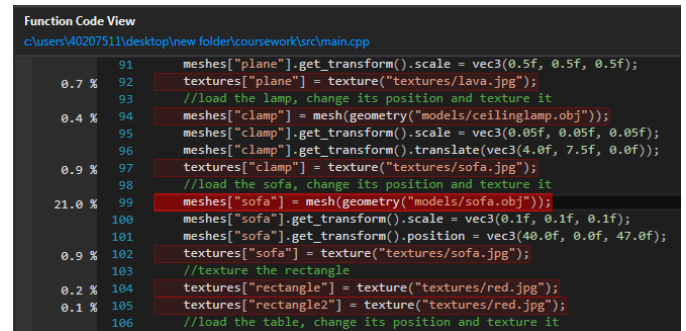 Function Code View
c:\users\40207511\desktop\new folder\coursework\src\main.cpp
91 meshes["plane"].get_transform().scale = vec3(0.5f, 0.5f, 0.5f);
0.7 % 92 textures["plane"] = texture("textures/lava.jpg");
93 //load the lamp, change its position and texture it
0.4 % 94 meshes["clamp"] = mesh(geometry("models/ceilinglamp.obj"));
95 meshes["clamp"].get_transform().scale = vec3(0.05f, 0.05f, 0.05f);
96 meshes["clamp"].get_transform().translate(vec3(4.0f, 7.5f, 0.0f));
0.9 % 97 textures["clamp"] = texture("textures/sofa.jpg");
98 //load the sofa, change its position and texture it
21.0 % 99 meshes["sofa"] = mesh(geometry("models/sofa.obj"));
100 meshes["sofa"].get_transform().scale = vec3(0.1f, 0.1f, 0.1f);
101 meshes["sofa"].get_transform().position = vec3(40.0f, 0.0f, 47.0f);
0.9 % 102 textures["sofa"] = texture("textures/sofa.jpg");
103 //texture the rectangle
0.2 % 104 textures["rectangle"] = texture("textures/red.jpg");
0.1 % 105 textures["rectangle2"] = texture("textures/red.jpg");
106 //load the table, change its position and texture it